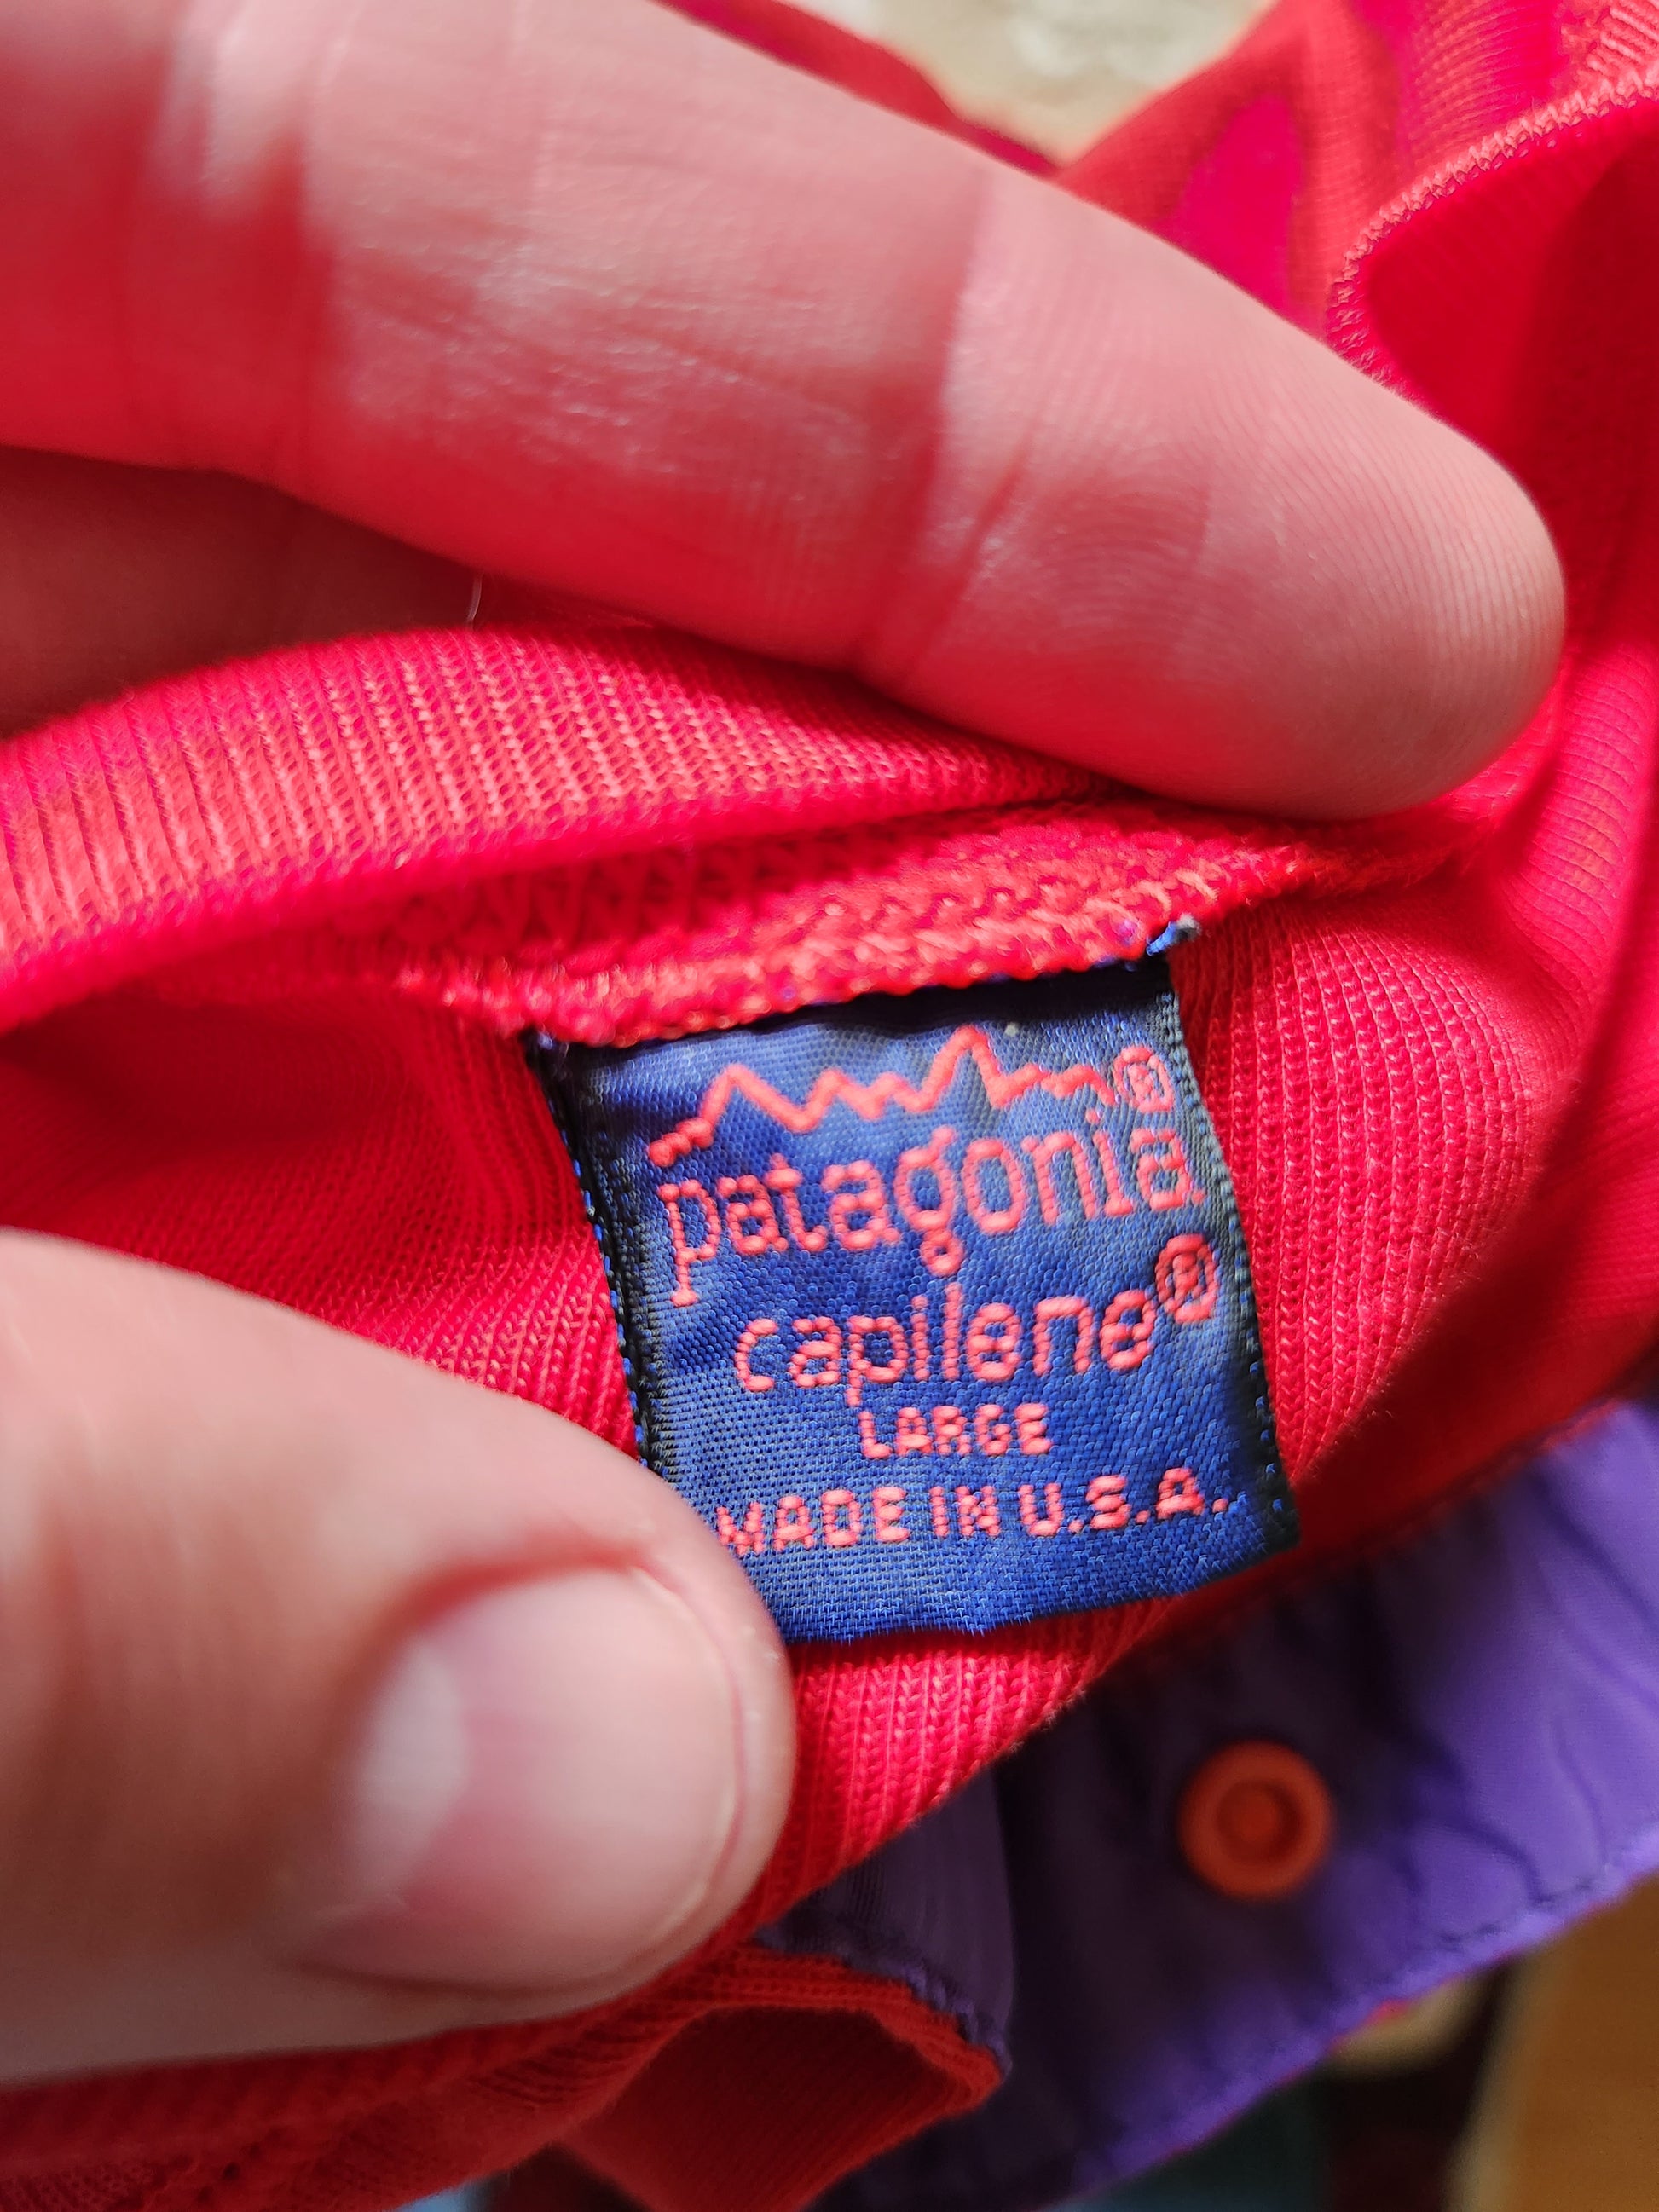 patagonia®
capilene®
LARGE
MADE IN U.S.A.